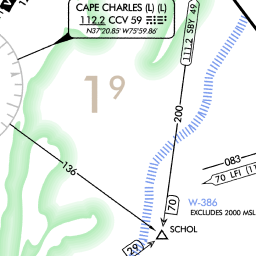 CAPE CHARLES (L) (L)
112.2 CCV 59
N37°20.85' W75°59.86'
112.2 SBY 49
19
200
136
083
70 LFI (11
70
W-386
EXCLUDES 2000 MSL
SCHOL
29